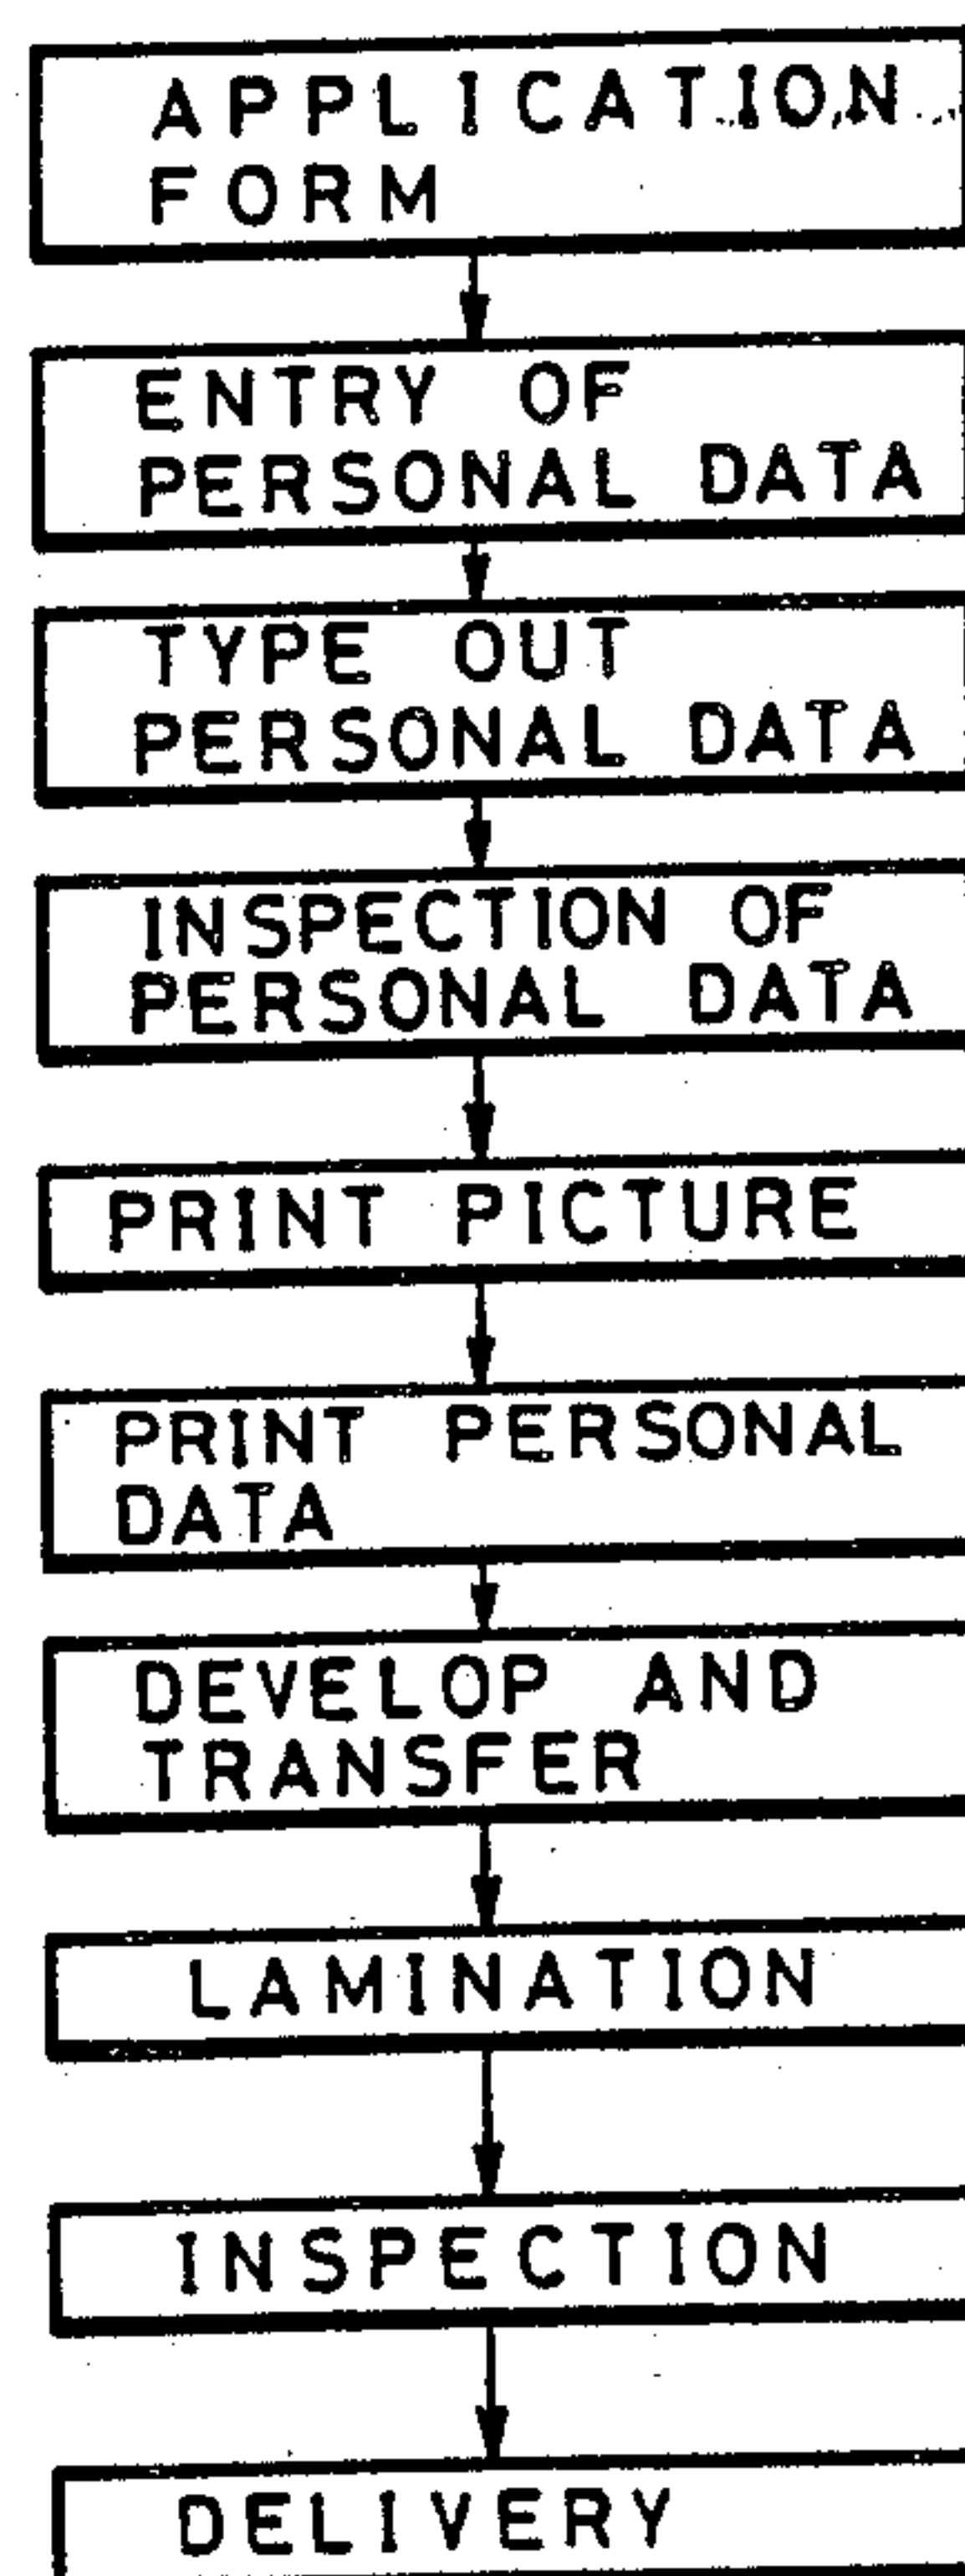 APPLICATION
FORM
ENTRY OF
PERSONAL DATA
TYPE OUT
PERSONAL DATA
INSPECTION OF
PERSONAL DATA
PRINT PICTURE
PRINT PERSONAL
DATA
DEVELOP AND
TRANSFER
LAMINATION
INSPECTION
DELIVERY